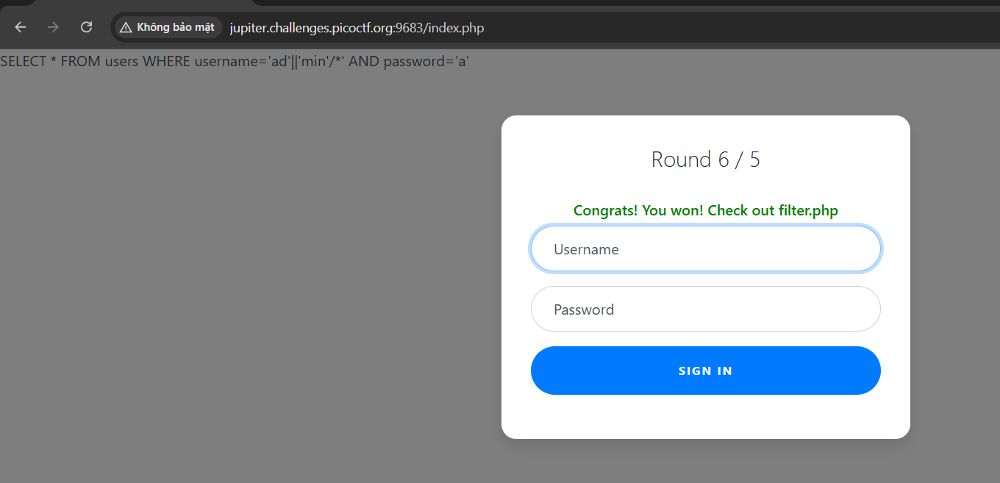 Không bảo mật jupiter.challenges.picoctf.org:9683/index.php
SELECT * FROM users WHERE username='ad'||'min'/*' AND password='a'
Round 6 / 5
Congrats! You won! Check out filter.php
Username
Password
SIGN IN